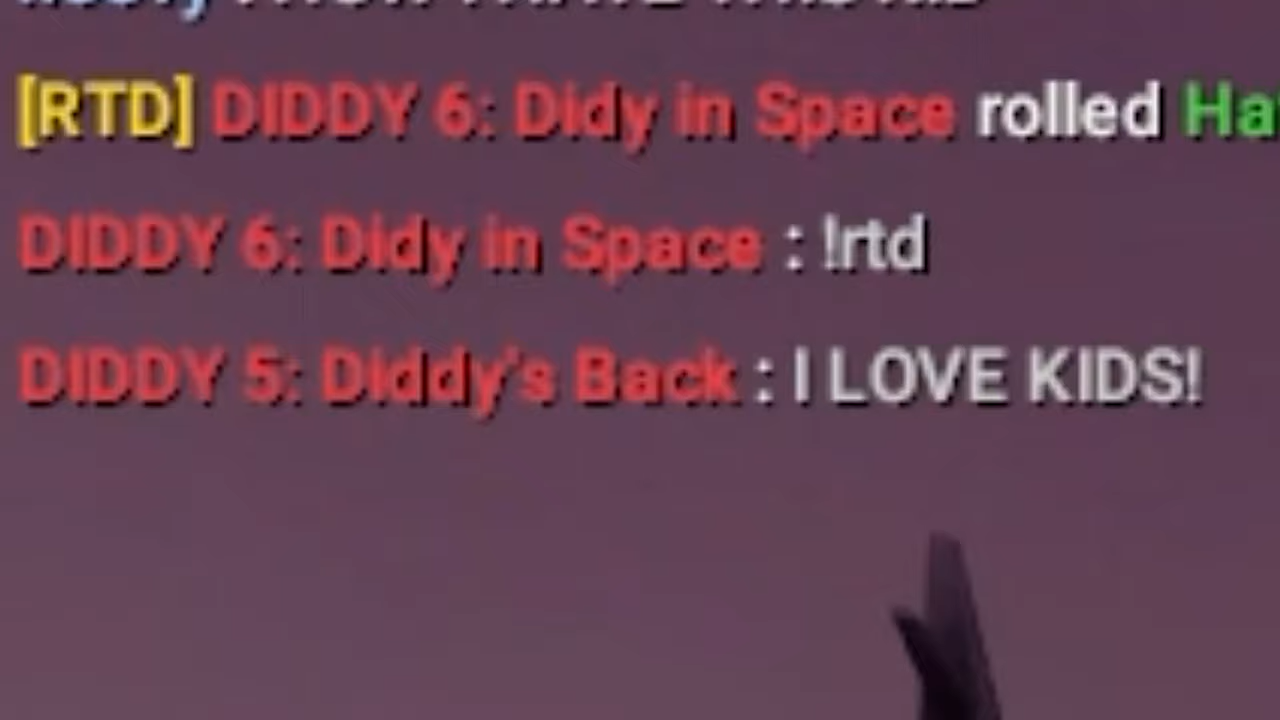 [RTD] DIDDY 6: Didy in Space rolled
DIDDY 6: Didy in Space : !rtd
DIDDY 5: Diddy's Back : I LOVE KIDS!